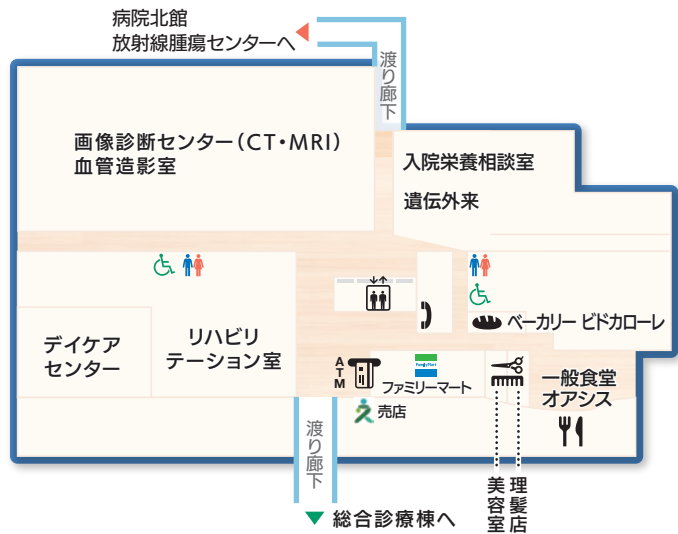 病院北館
放射線腫瘍センターへ
渡り廊下
画像診断センター(CT・MRI)
血管造影室
入院栄養相談室
遺伝外来
ベーカリー ビドカローレ
デイケア
センター
リハビリ
テーション室
ATM
FamilyMart
ファミリーマート
一般食堂
オアシス
売店
渡り廊下
美容室
理髪店
総合診療棟へ